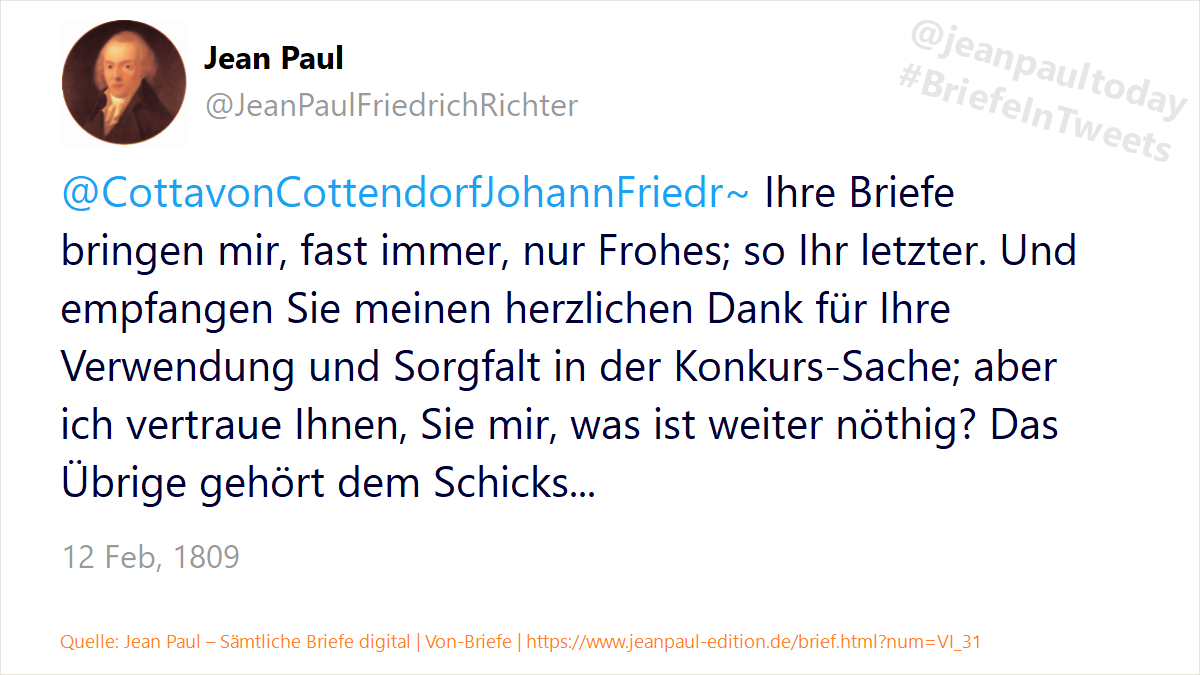 Jean Paul
@JeanPaulFriedrichRichter
@jeanpaultoday
#BriefeInTweets
@CottavonCottendorfJohannFriedr~ Ihre Briefe
bringen mir, fast immer, nur Frohes; so Ihr letzter. Und
empfangen Sie meinen herzlichen Dank für Ihre
Verwendung und Sorgfalt in der Konkurs-Sache; aber
ich vertraue Ihnen, Sie mir, was ist weiter nöthig? Das
Übrige gehört dem Schicks...
12 Feb, 1809
Quelle: Jean Paul – Sämtliche Briefe digital | Von-Briefe | https://www.jeanpaul-edition.de/brief.html?num=VI_31